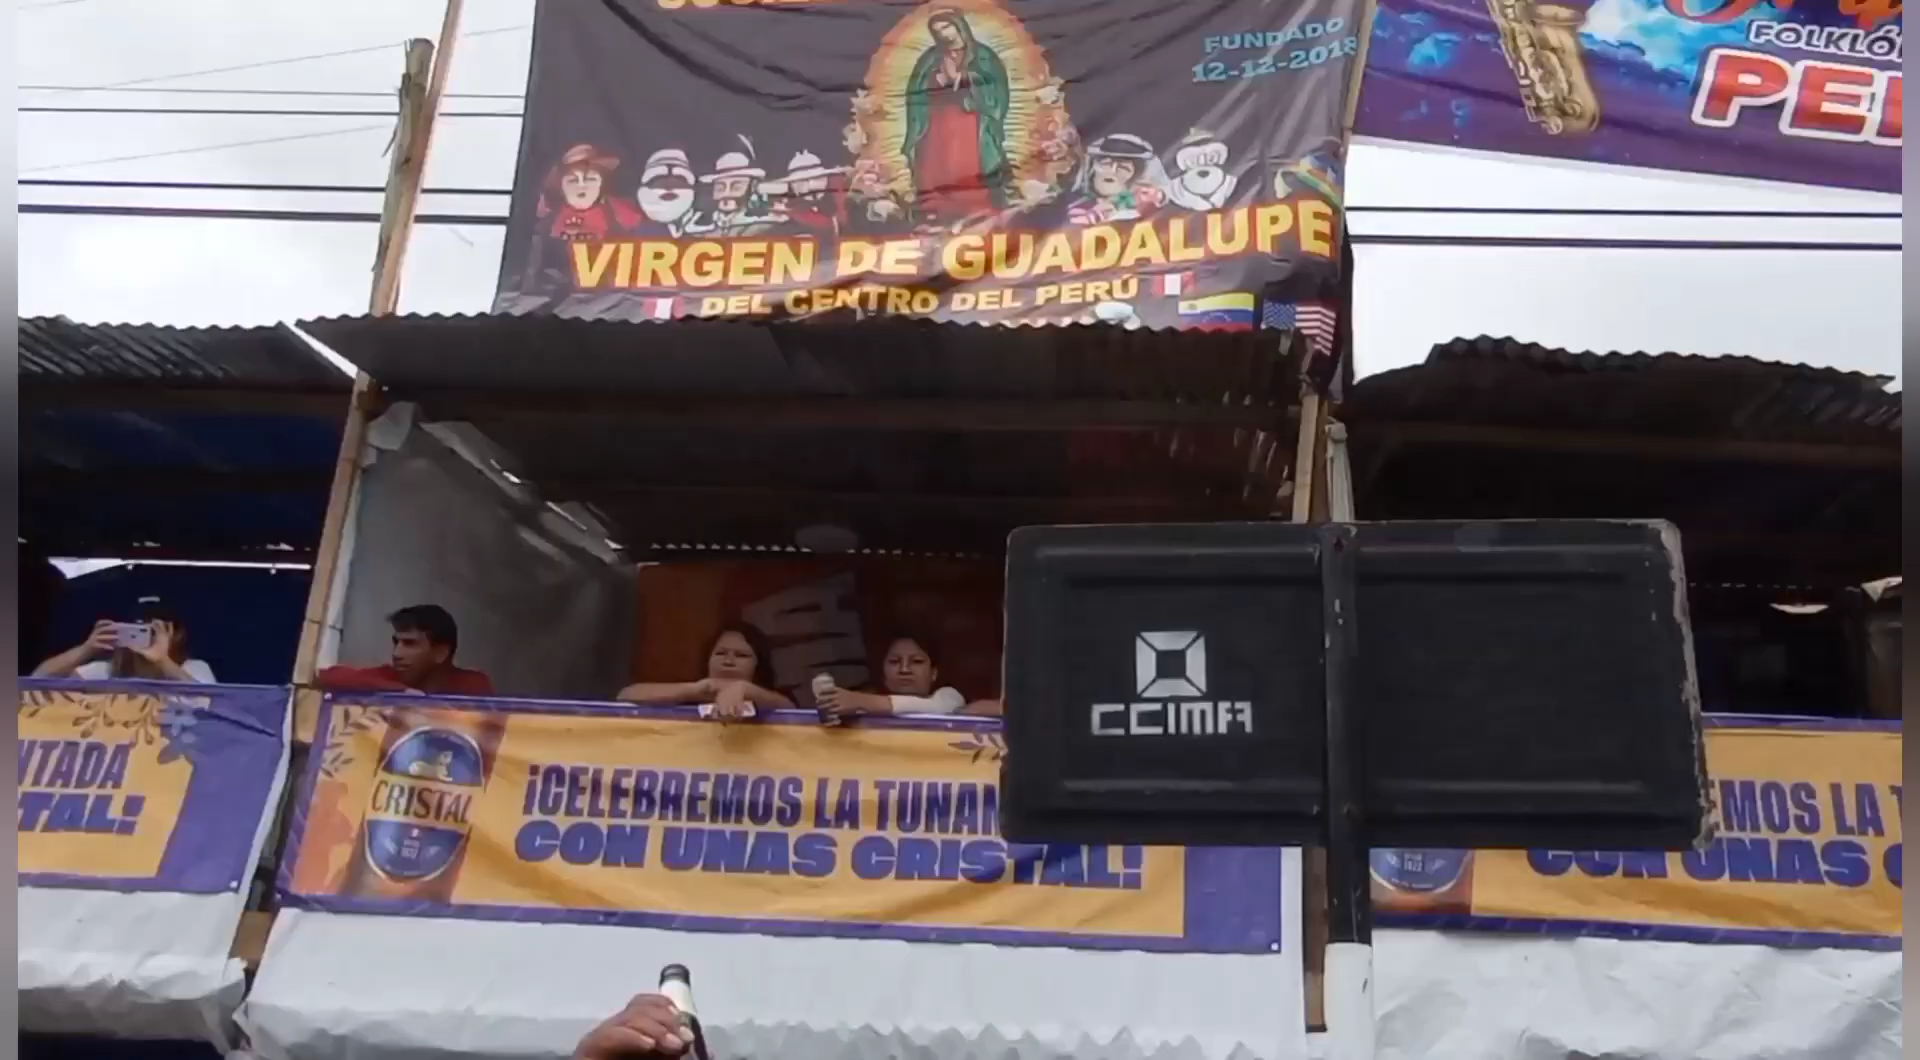 FUNDADO
12-12-2018
FOLKLÓ
PE
VIRGEN DE GUADALUPE
DEL CENTRO DEL PERÚ
CCIMA
NTADA
TAL!
CRISTAL
¡CELEBREMOS LA TUNAN
CON UNAS CRISTAL!
EMOS LA T
CON UNAS C